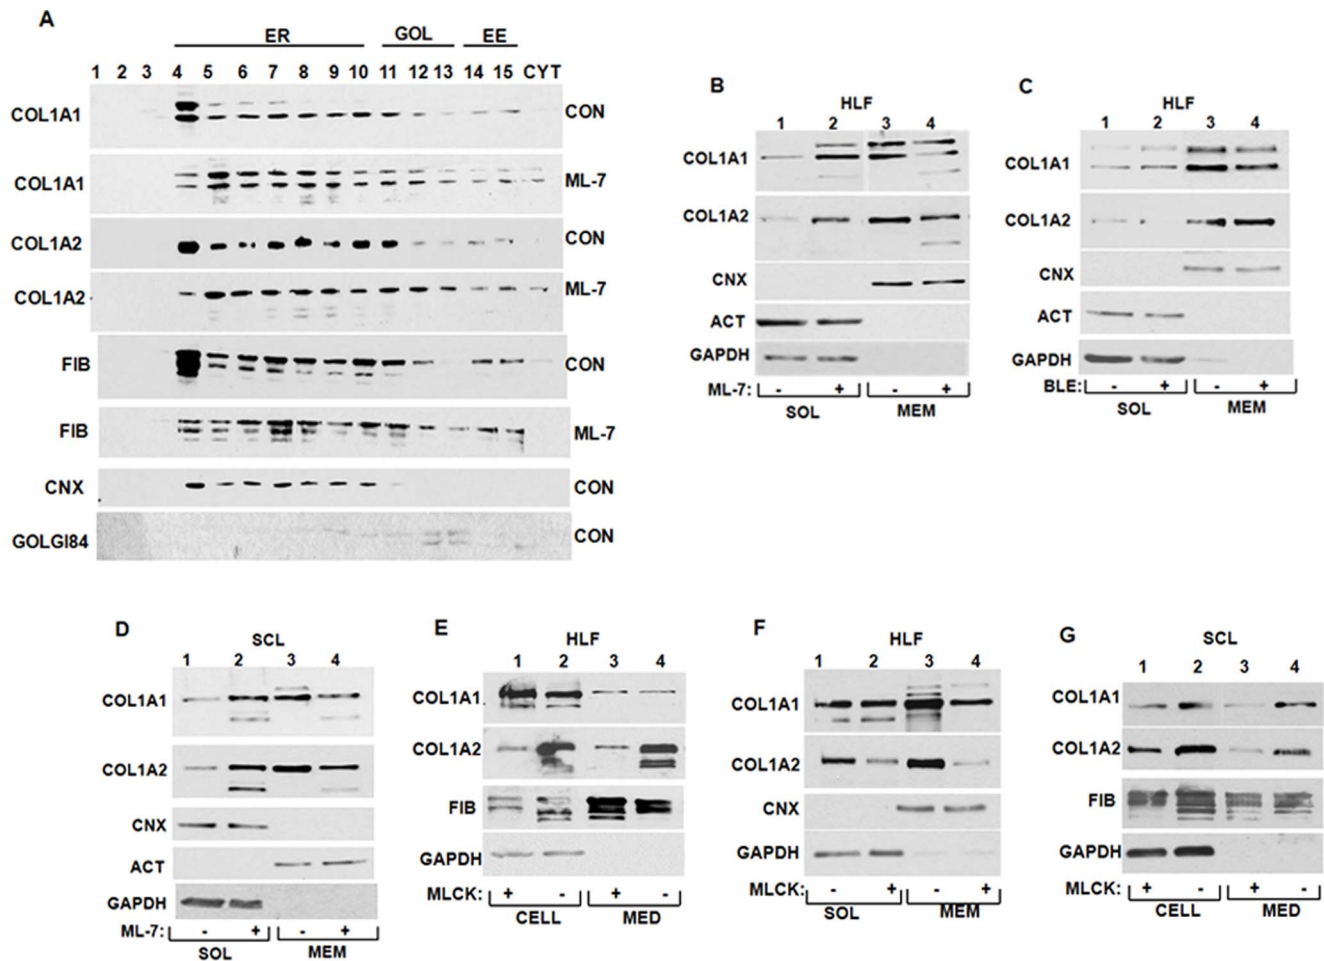 A
ER GOL EE
1 2 3 4 5 6 7 8 9 10 11 12 13 14 15 CYT
COL1A1 CON
COL1A1 ML-7
COL1A2 CON
COL1A2 ML-7
FIB CON
FIB ML-7
CNX CON
GOLGI84 CON
B
HLF
1 2 3 4
COL1A1
COL1A2
CNX
ACT
GAPDH
ML-7: - + - +
SOL MEM
C
HLF
1 2 3 4
COL1A1
COL1A2
CNX
ACT
GAPDH
BLE: - + - +
SOL MEM
D
SCL
1 2 3 4
COL1A1
COL1A2
CNX
ACT
GAPDH
ML-7: - + - +
SOL MEM
E
HLF
1 2 3 4
COL1A1
COL1A2
FIB
GAPDH
MLCK: + - + -
CELL MED
F
HLF
1 2 3 4
COL1A1
COL1A2
CNX
GAPDH
MLCK: - + - +
SOL MEM
G
SCL
1 2 3 4
COL1A1
COL1A2
FIB
GAPDH
MLCK: + - + -
CELL MED